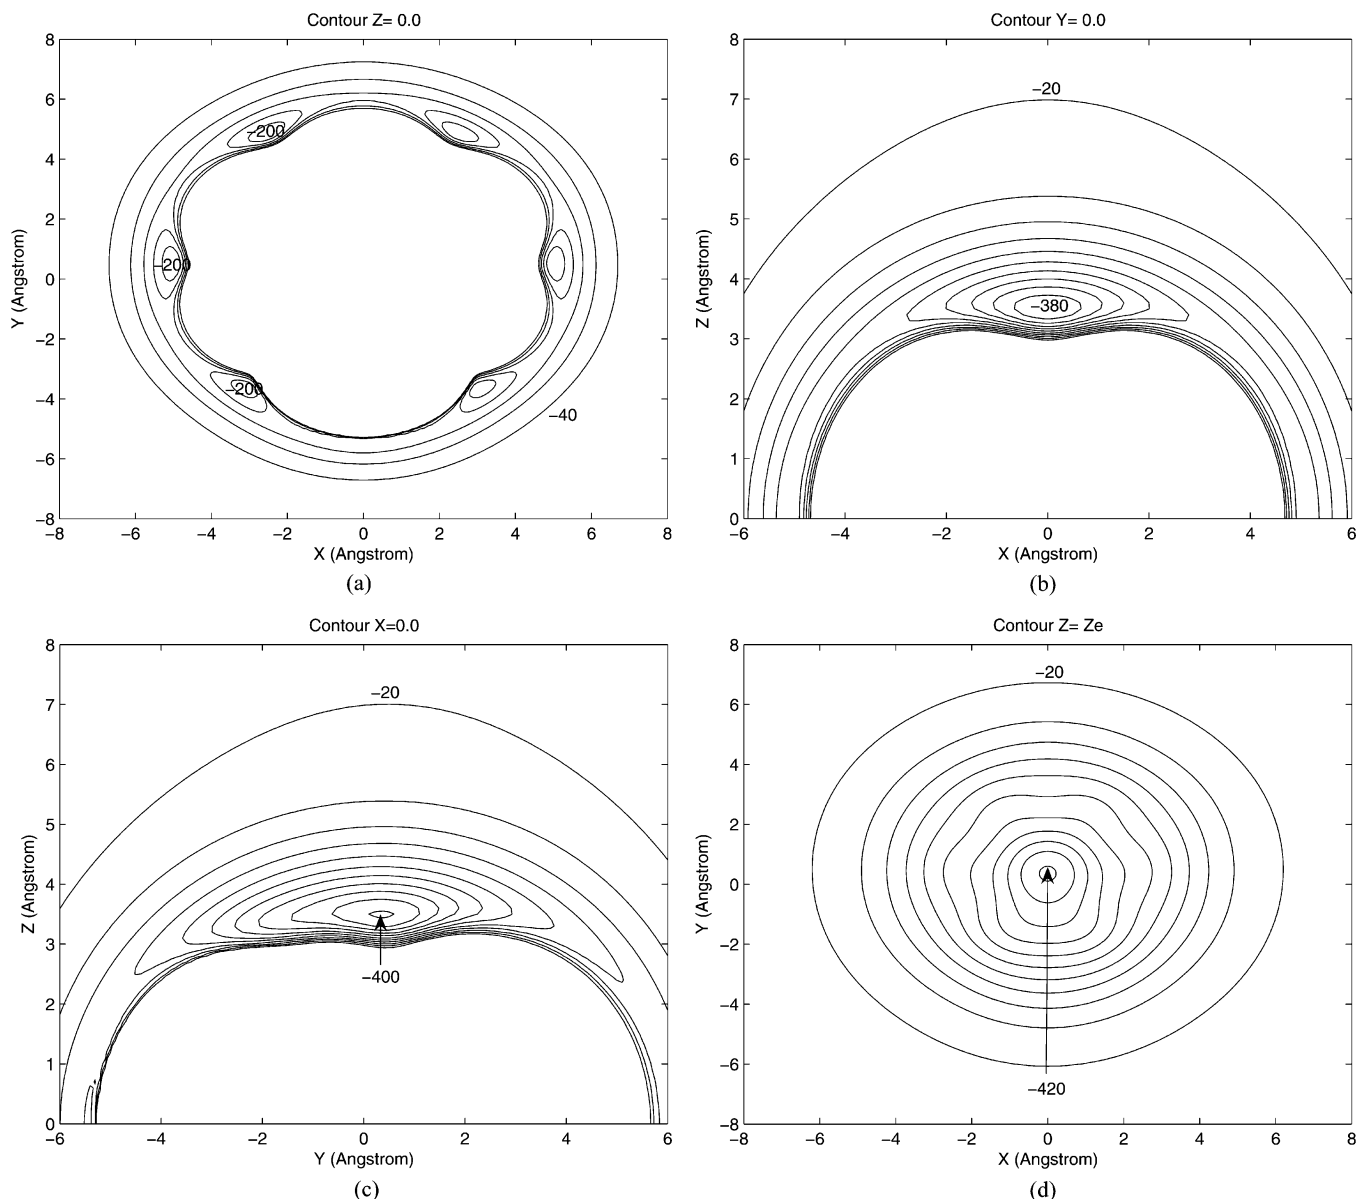 Contour Z= 0.0
8
6
4
2
0
−2
−4
−6
−8
Y (Angstrom)
−200
−200
−200
−40
−8 −6 −4 −2 0 2 4 6 8
X (Angstrom)
(a)
Contour Y= 0.0
8
7
6
5
4
3
2
1
0
Z (Angstrom)
−20
−380
−6 −4 −2 0 2 4 6
X (Angstrom)
(b)
Contour X=0.0
8
7
6
5
4
3
2
1
0
Z (Angstrom)
−20
−400
−6 −4 −2 0 2 4 6
Y (Angstrom)
(c)
Contour Z= Ze
8
6
4
2
0
−2
−4
−6
−8
Y (Angstrom)
−20
−420
−8 −6 −4 −2 0 2 4 6 8
X (Angstrom)
(d)